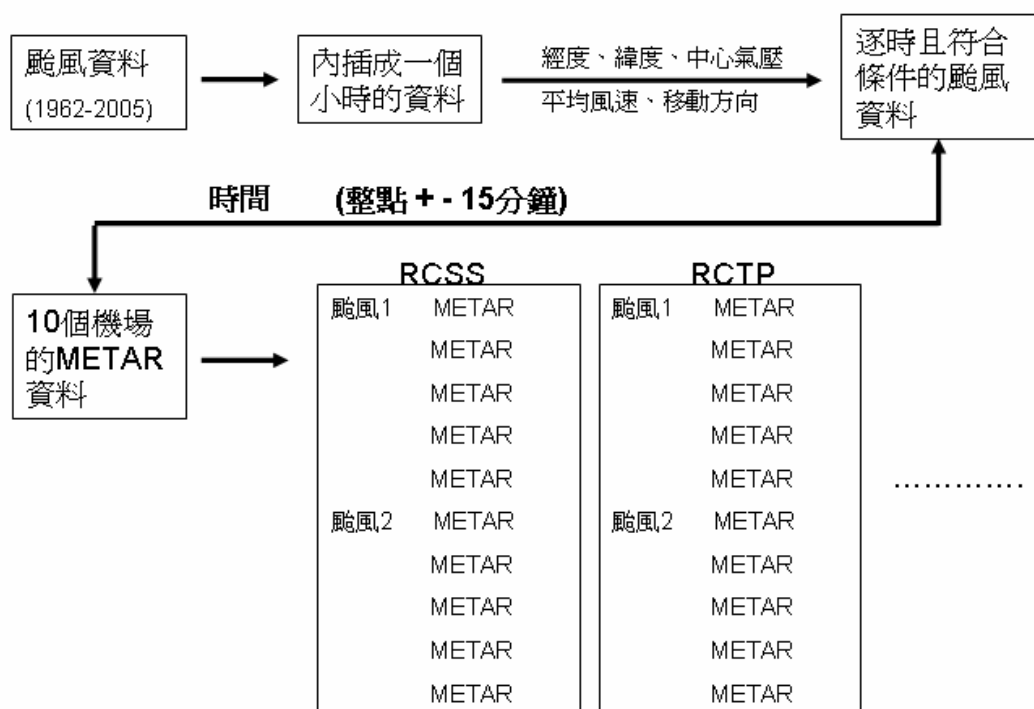 颱風資料
(1962-2005)
內插成一個
小時的資料
經度、緯度、中心氣壓
平均風速、移動方向
逐時且符合
條件的颱風
資料
時間 (整點 + - 15分鐘)
10個機場
的METAR
資料
RCSS
颱風1 METAR
METAR
METAR
METAR
METAR
颱風2 METAR
METAR
METAR
METAR
METAR
RCTP
颱風1 METAR
METAR
METAR
METAR
METAR
颱風2 METAR
METAR
METAR
METAR
METAR
.............